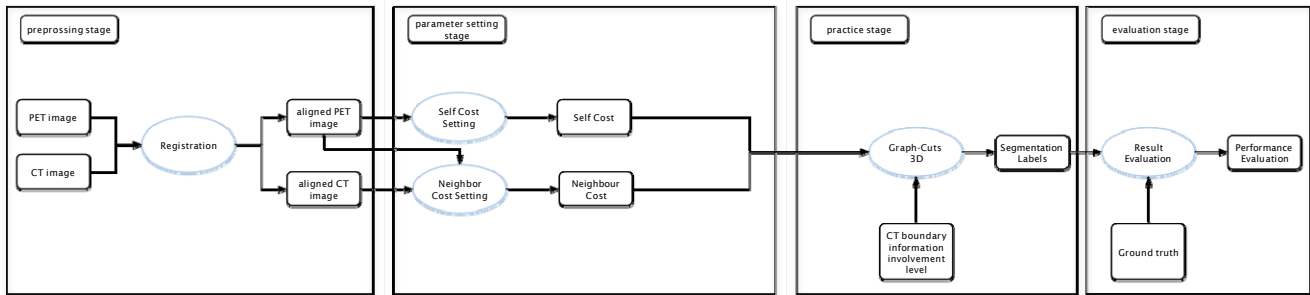 preprossing stage
PET image
CT image
Registration
aligned PET
image
aligned CT
image
parameter setting
stage
Self Cost
Setting
Neighbor
Cost Setting
Self Cost
Neighbour
Cost
practice stage
Graph-Cuts
3D
CT boundary
information
involvement
level
Segmentation
Labels
evaluation stage
Result
Evaluation
Ground truth
Performance
Evaluation